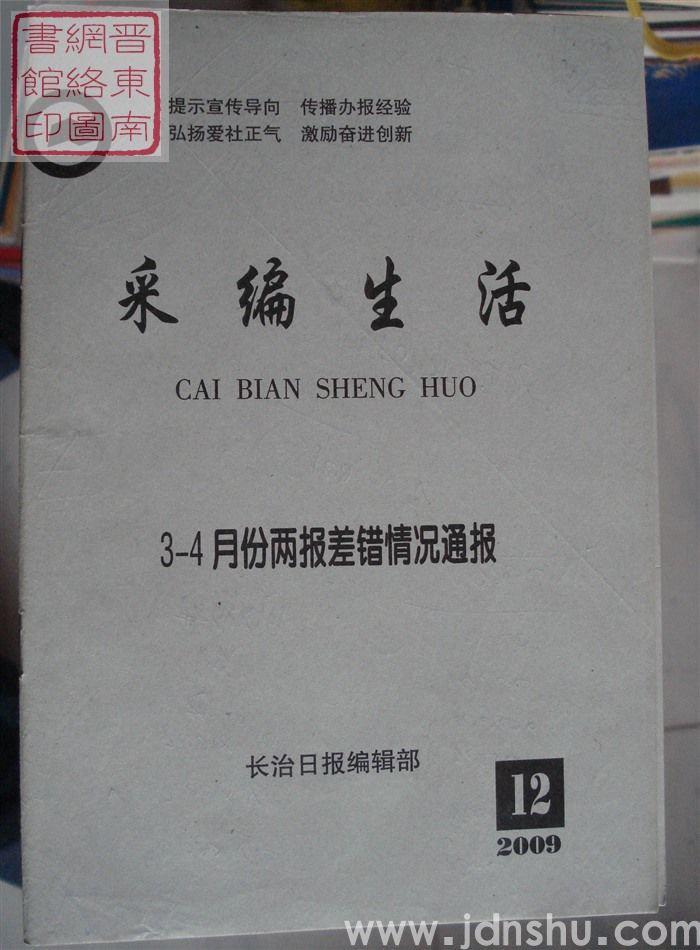 晋東南
網絡圖
書館印
提示宣传导向 传播办报经验
弘扬爱社正气 激励奋进创新
采编生活
CAI BIAN SHENG HUO
3-4月份两报差错情况通报
长治日报编辑部
12
2009
www.jdnshu.com